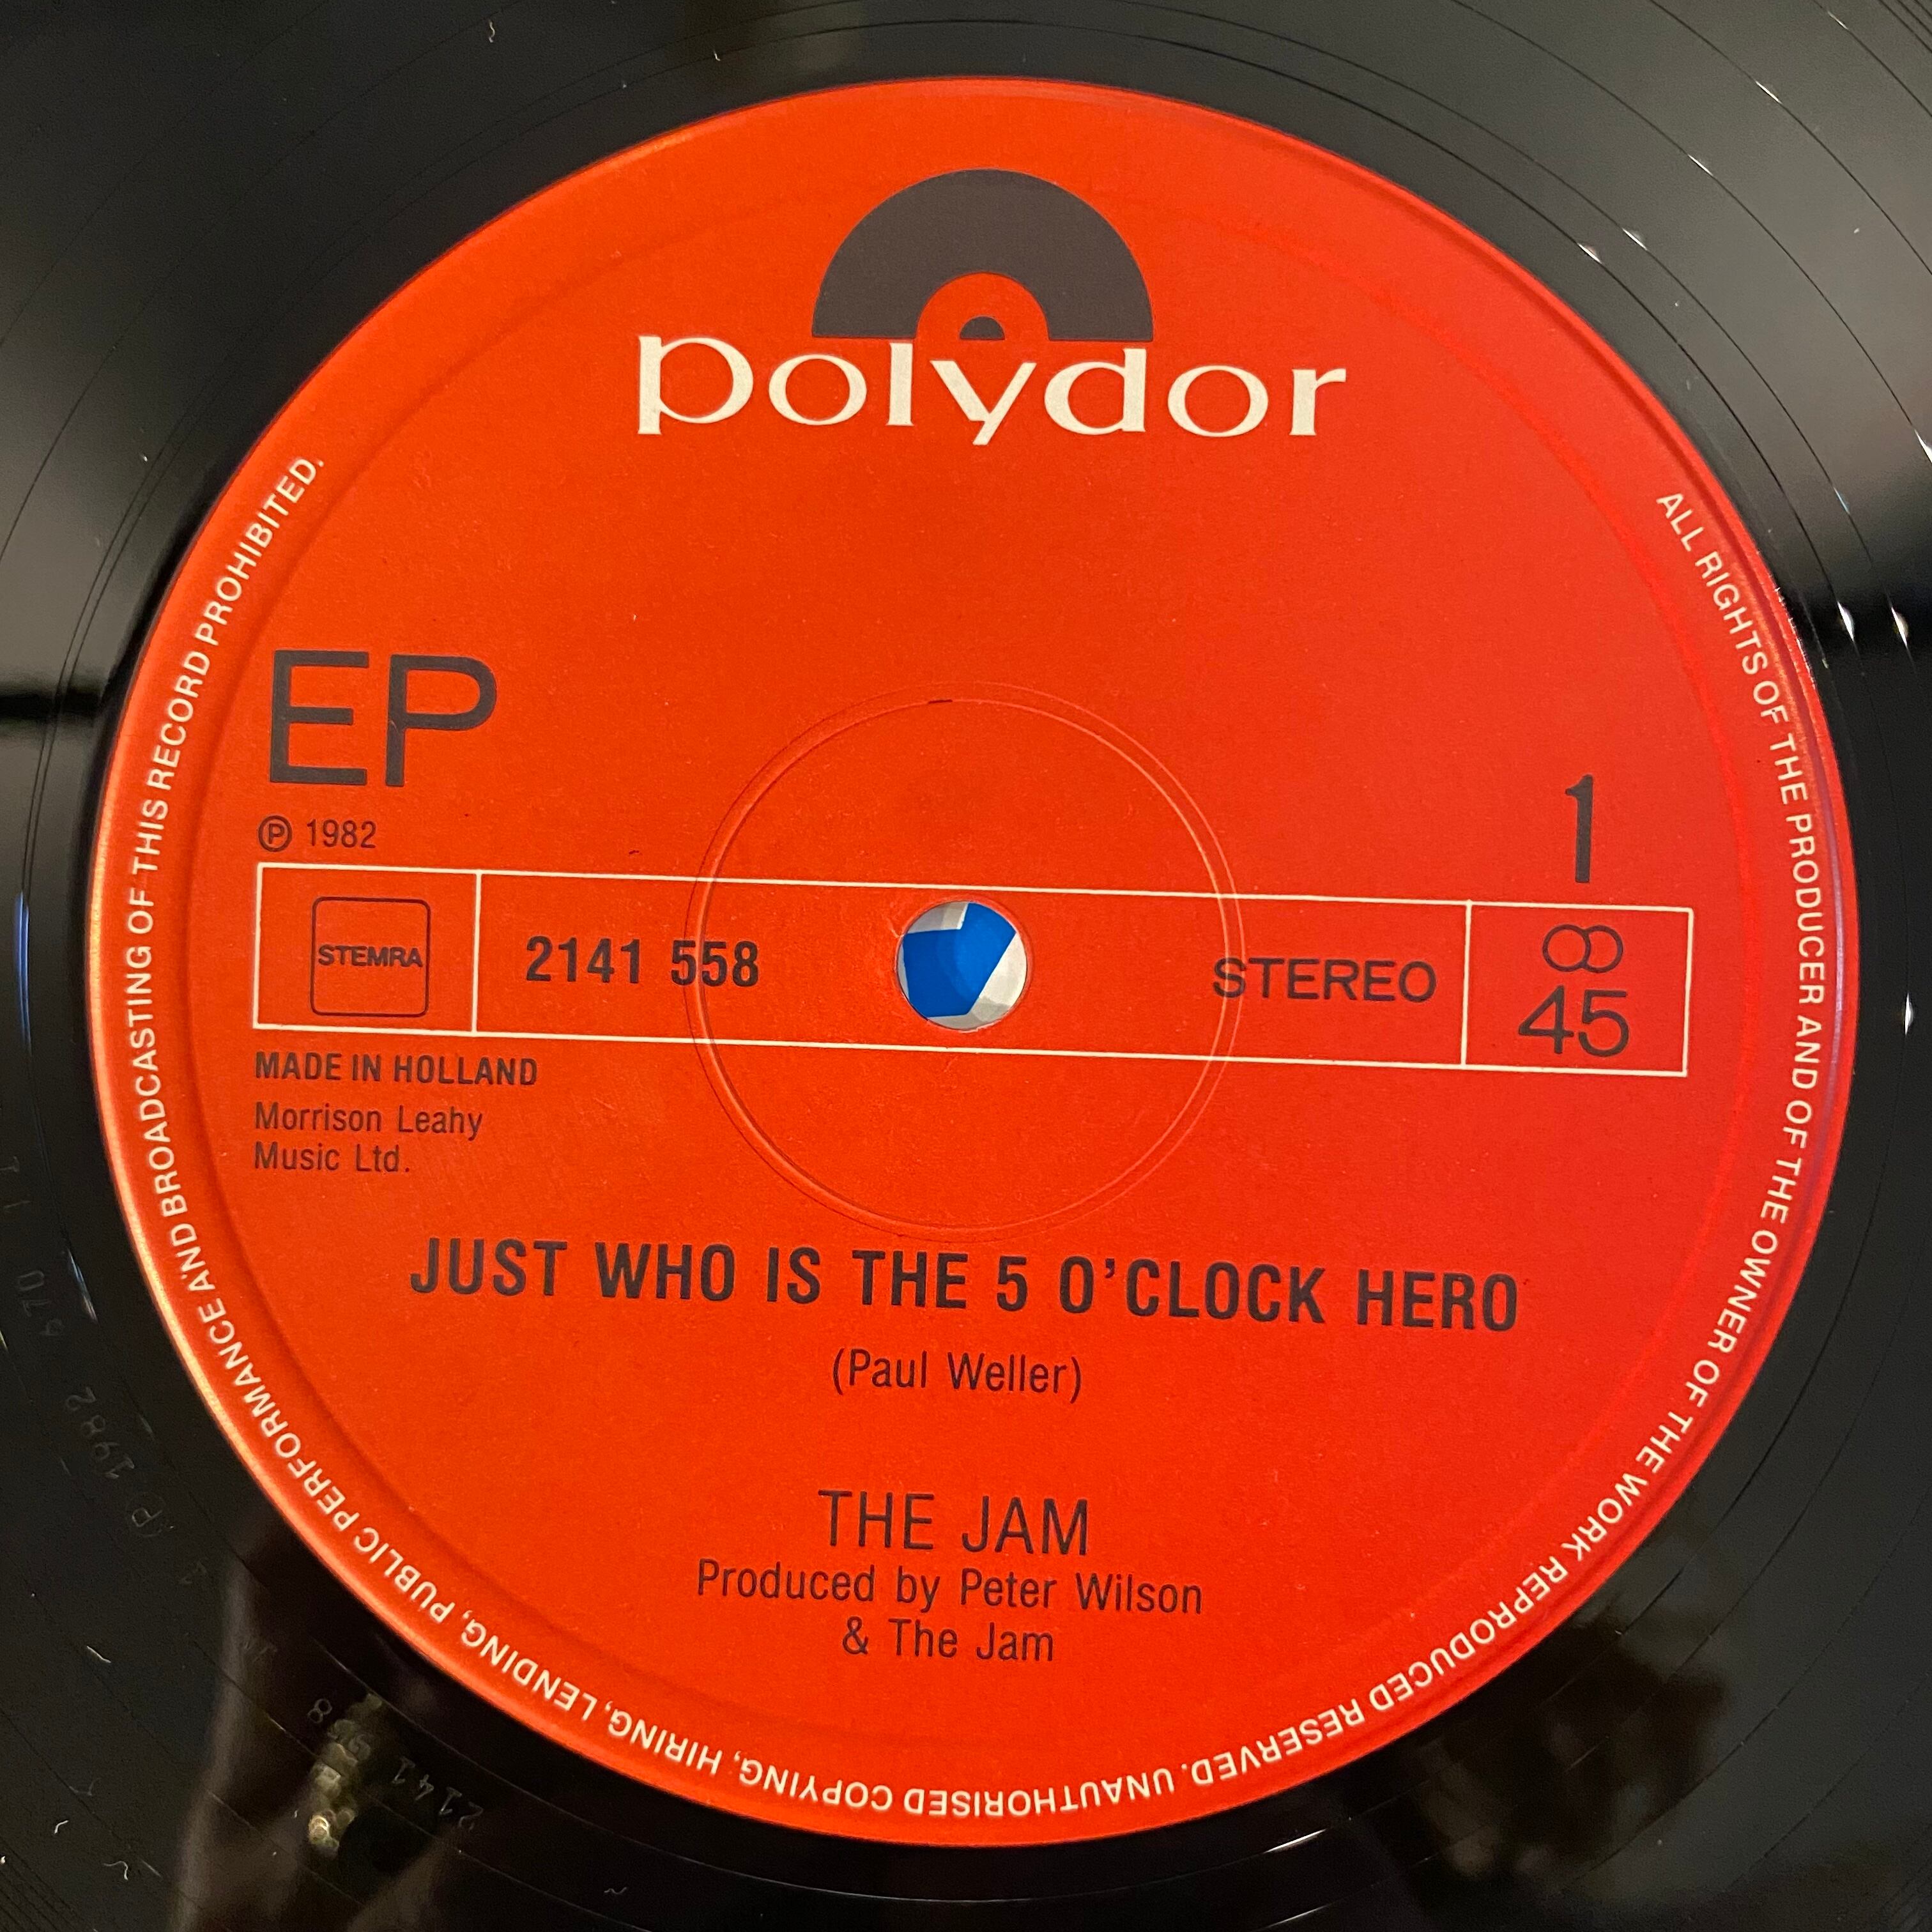 polydor
EP
1
℗ 1982
STEMRA
2141 558
STEREO
45
MADE IN HOLLAND
Morrison Leahy
Music Ltd.
JUST WHO IS THE 5 O'CLOCK HERO
(Paul Weller)
THE JAM
Produced by Peter Wilson
& The Jam
ALL RIGHTS OF THE PRODUCER AND OF THE OWNER OF THE WORK REPRODUCED RESERVED. UNAUTHORISED COPYING, HIRING, LENDING, PUBLIC PERFORMANCE AND BROADCASTING OF THIS RECORD PROHIBITED.
1982
670